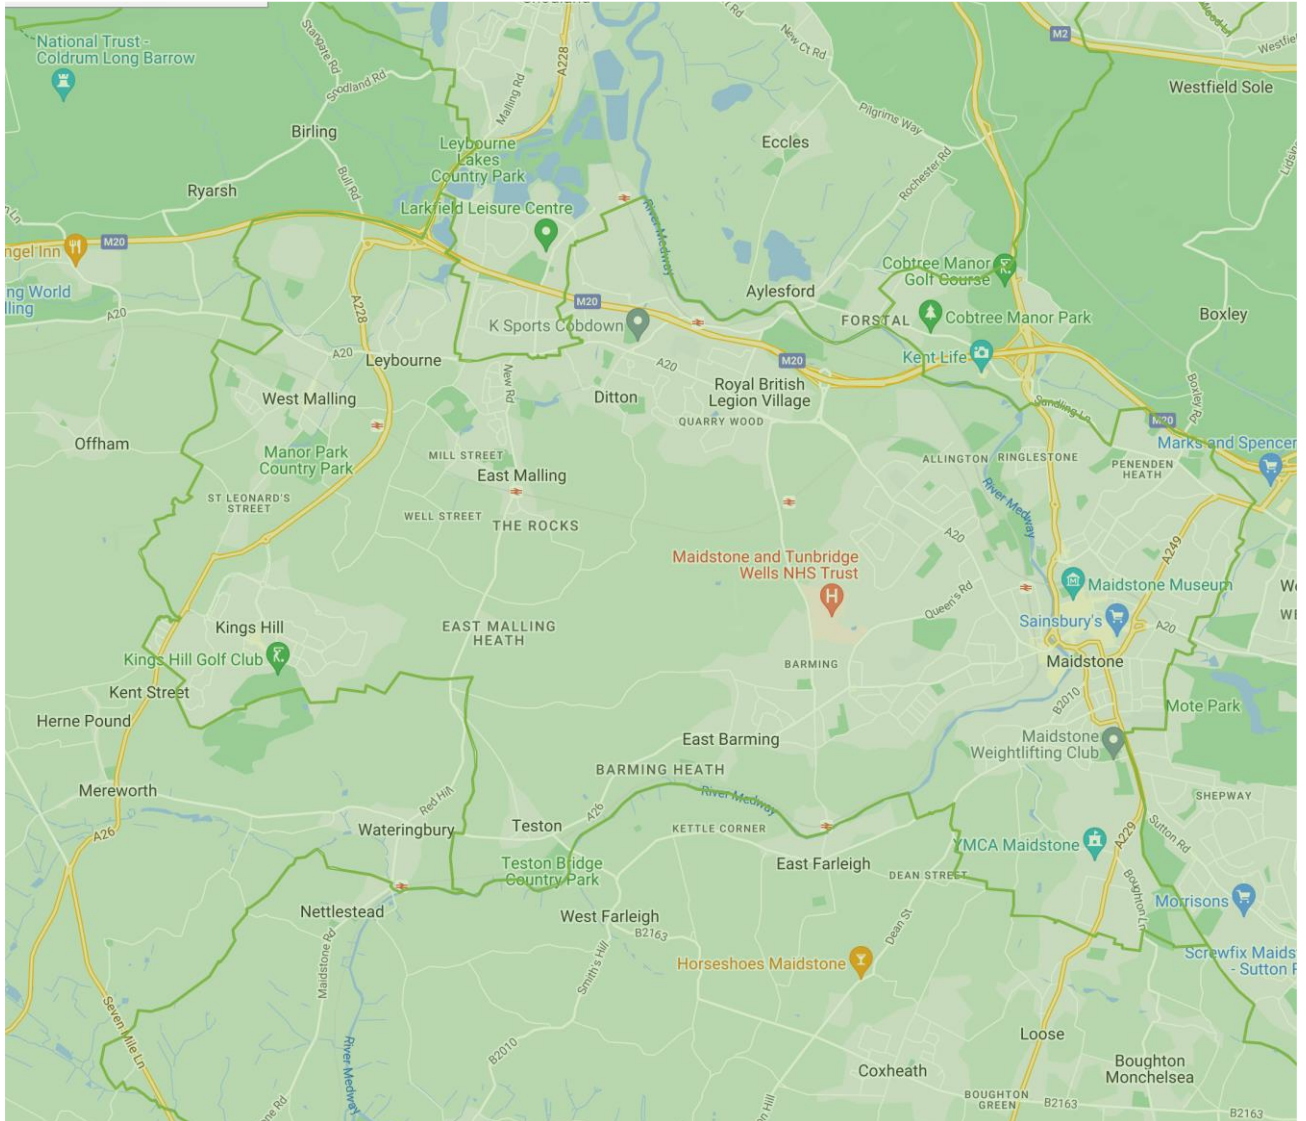 M2
A228
New Ct Rd
Westfie
National Trust -
Coldrum Long Barrow
Stangate Rd
Snodland Rd
Malling Rd
Pilgrims Way
Westfield Sole
Birling
Leybourne
Lakes
Country Park
Eccles
Rochester Rd
Bull Rd
Ryarsh
Larkfield Leisure Centre
River Medway
M20
ngel Inn
Cobtree Manor
Golf Course
ng World
lling
Aylesford
M20
A20
A228
K Sports Cobdown
FORSTAL
Cobtree Manor Park
Boxley
A20
Leybourne
A20
M20
Kent Life
New Rd
Ditton
Royal British
Legion Village
Boxley Rd
West Malling
QUARRY WOOD
Sandling Ln
M20
Offham
Manor Park
Country Park
MILL STREET
East Malling
ALLINGTON
RINGLESTONE
PENENDEN
HEATH
Marks and Spencer
ST LEONARD'S
STREET
WELL STREET
THE ROCKS
River Medway
A20
A249
Maidstone and Tunbridge
Wells NHS Trust
H
Maidstone Museum
Queen's Rd
Sainsbury's
A20
Kings Hill
EAST MALLING
HEATH
Kings Hill Golf Club
BARMING
Maidstone
Kent Street
B2010
Mote Park
Herne Pound
East Barming
Maidstone
Weightlifting Club
BARMING HEATH
Mereworth
Red Hill
River Medway
SHEPWAY
A26
Wateringbury
Teston
A26
KETTLE CORNER
Sutton Rd
A229
YMCA Maidstone
Teston Bridge
Country Park
East Farleigh
DEAN STREET
Boughton Ln
Morrisons
Nettlestead
West Farleigh
B2163
Dean St
Maidstone Rd
Smith's Hill
Horseshoes Maidstone
Screwfix Maids
- Sutton R
Seven Mile Ln
River Medway
B2010
Loose
Coxheath
Boughton
Monchelsea
BOUGHTON
GREEN
B2163
B2163
ne Rd
on Hill